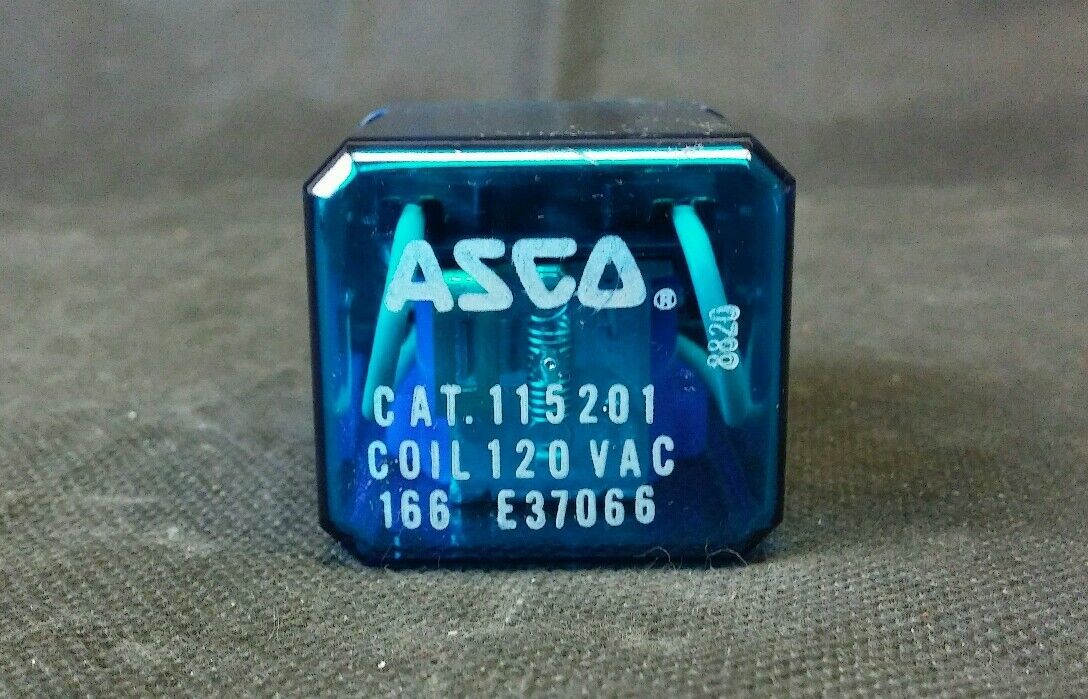 ASCO®
8820
CAT. 115201
COIL 120 VAC
166 E37066